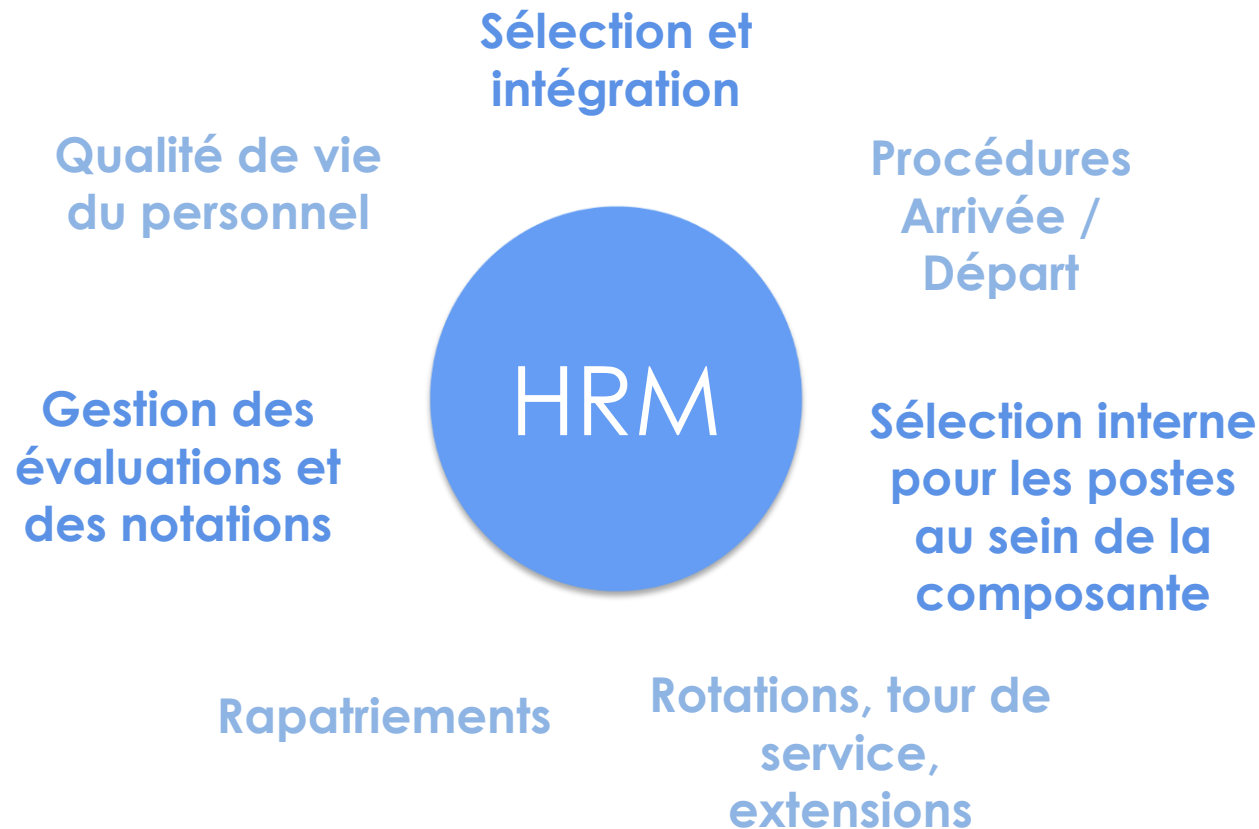 Sélection et
intégration
Qualité de vie
du personnel
Procédures
Arrivée /
Départ
HRM
Gestion des
évaluations et
des notations
Sélection interne
pour les postes
au sein de la
composante
Rapatriements
Rotations, tour de
service,
extensions